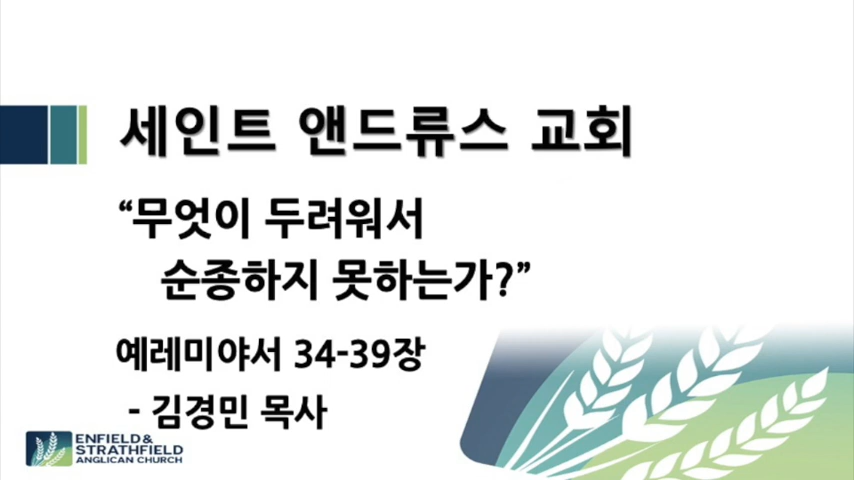 세인트 앤드류스 교회
“무엇이 두려워서
순종하지 못하는가?”
예레미야서 34-39장
- 김경민 목사
ENFIELD &
STRATHFIELD
ANGLICAN CHURCH